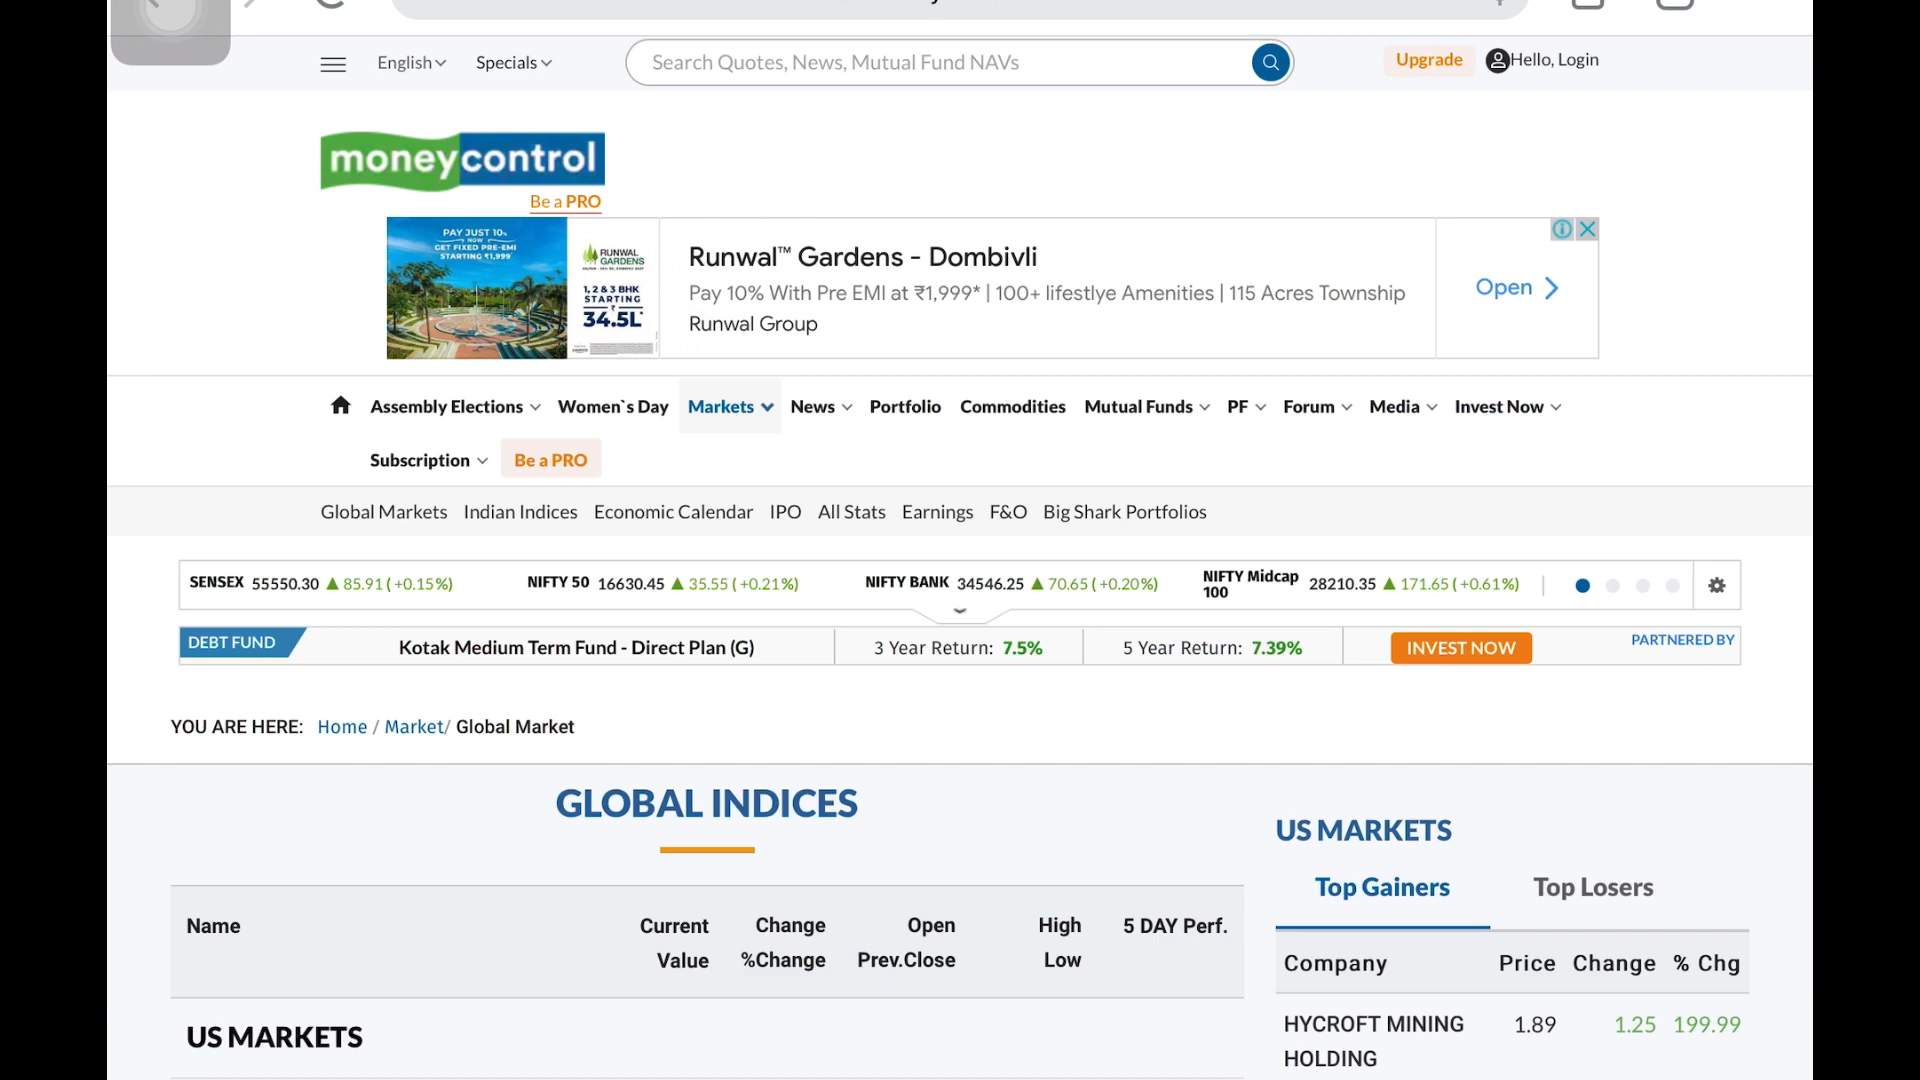 English Specials Search Quotes, News, Mutual Fund NAVs Upgrade Hello, Login
moneycontrol
Be a PRO
PAY JUST 10%
NOW
GET FIXED PRE-EMI
STARTING ₹1,999*
RUNWAL
GARDENS
1, 2 & 3 BHK
STARTING
₹
34.5L*
Runwal™ Gardens - Dombivli
Pay 10% With Pre EMI at ₹1,999* | 100+ lifestlye Amenities | 115 Acres Township
Runwal Group
Open
Assembly Elections Women`s Day Markets News Portfolio Commodities Mutual Funds PF Forum Media Invest Now
Subscription Be a PRO
Global Markets Indian Indices Economic Calendar IPO All Stats Earnings F&O Big Shark Portfolios
SENSEX 55550.30 ▲ 85.91 ( +0.15%) NIFTY 50 16630.45 ▲ 35.55 ( +0.21%) NIFTY BANK 34546.25 ▲ 70.65 ( +0.20%) NIFTY Midcap 100 28210.35 ▲ 171.65 ( +0.61%)
DEBT FUND Kotak Medium Term Fund - Direct Plan (G) 3 Year Return: 7.5% 5 Year Return: 7.39% INVEST NOW PARTNERED BY
YOU ARE HERE: Home / Market/ Global Market
GLOBAL INDICES
Name Current Value Change %Change Open Prev.Close High Low 5 DAY Perf.
US MARKETS
US MARKETS
Top Gainers Top Losers
Company Price Change % Chg
HYCROFT MINING HOLDING 1.89 1.25 199.99